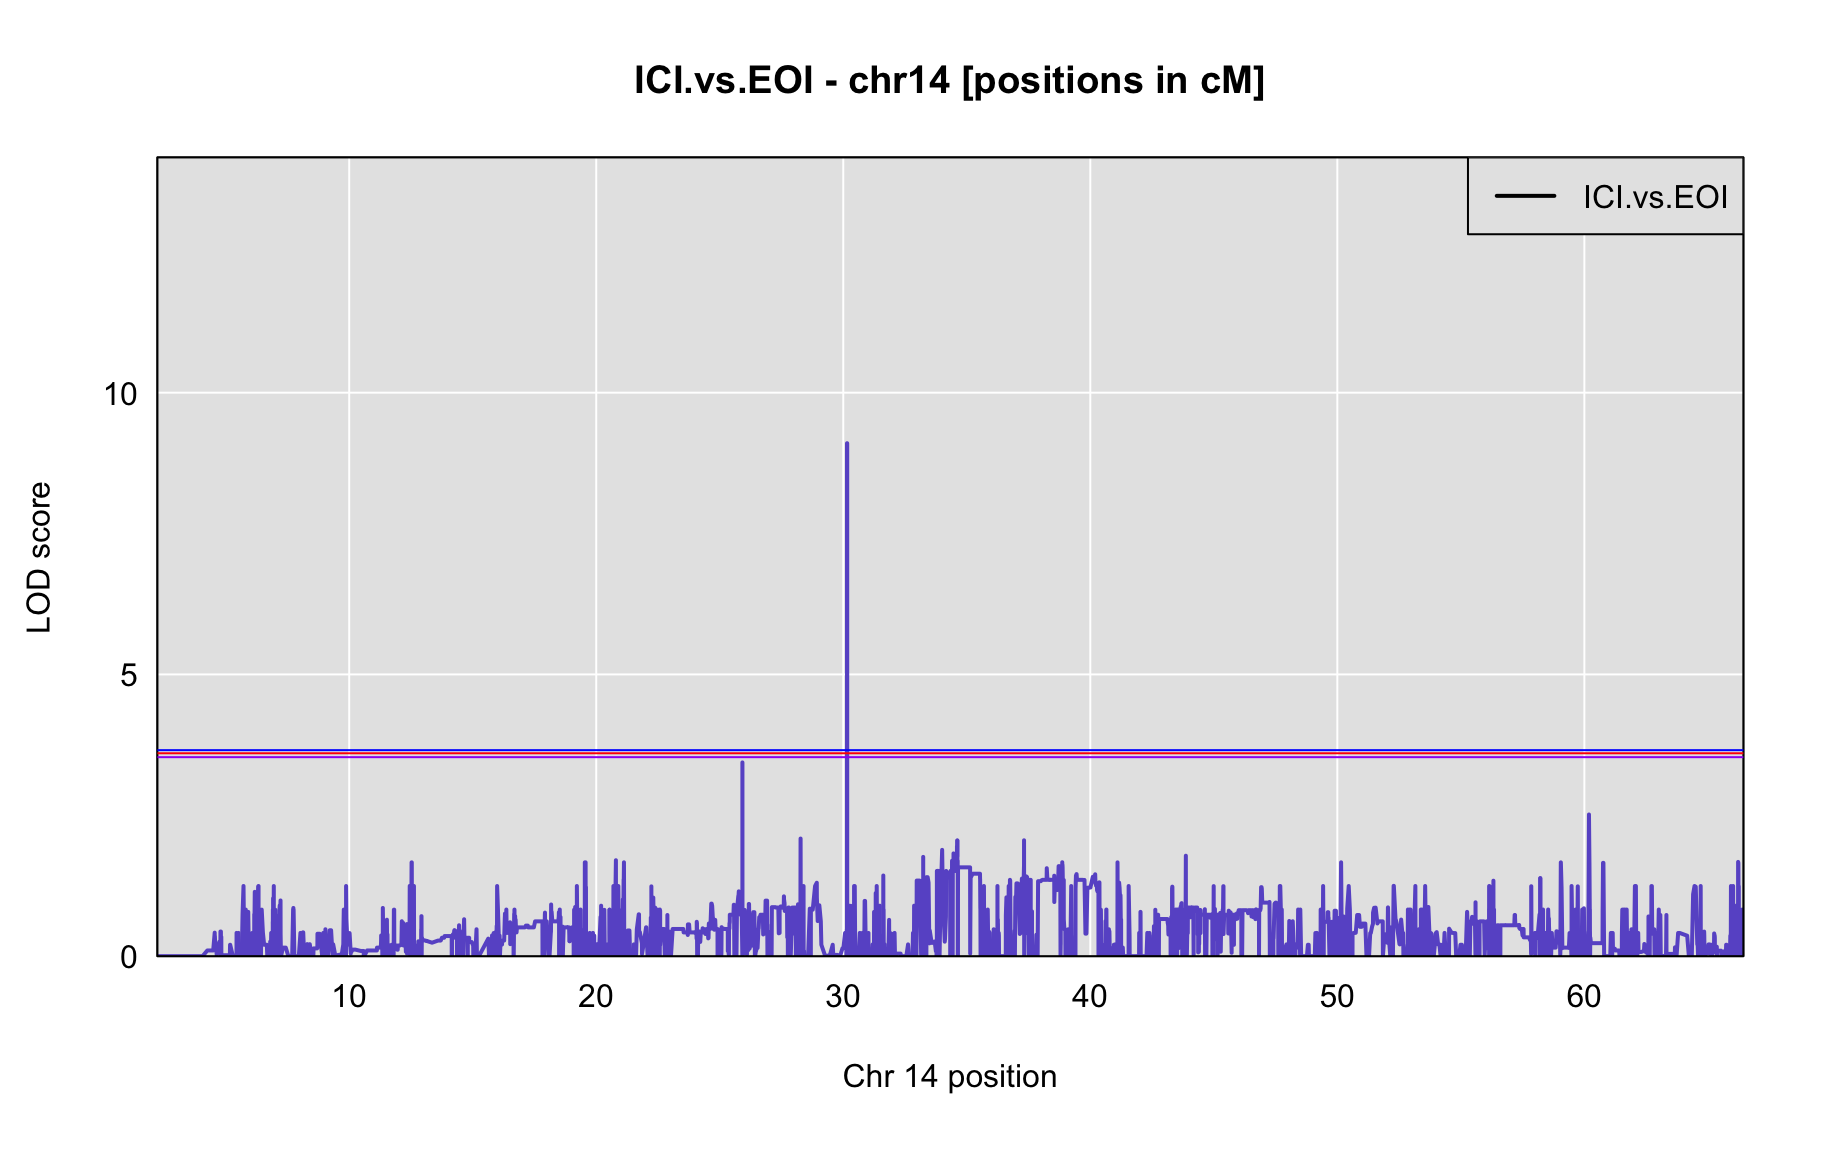 ICI.vs.EOI - chr14 [positions in cM]
ICI.vs.EOI
10
5
0
LOD score
10 20 30 40 50 60
Chr 14 position